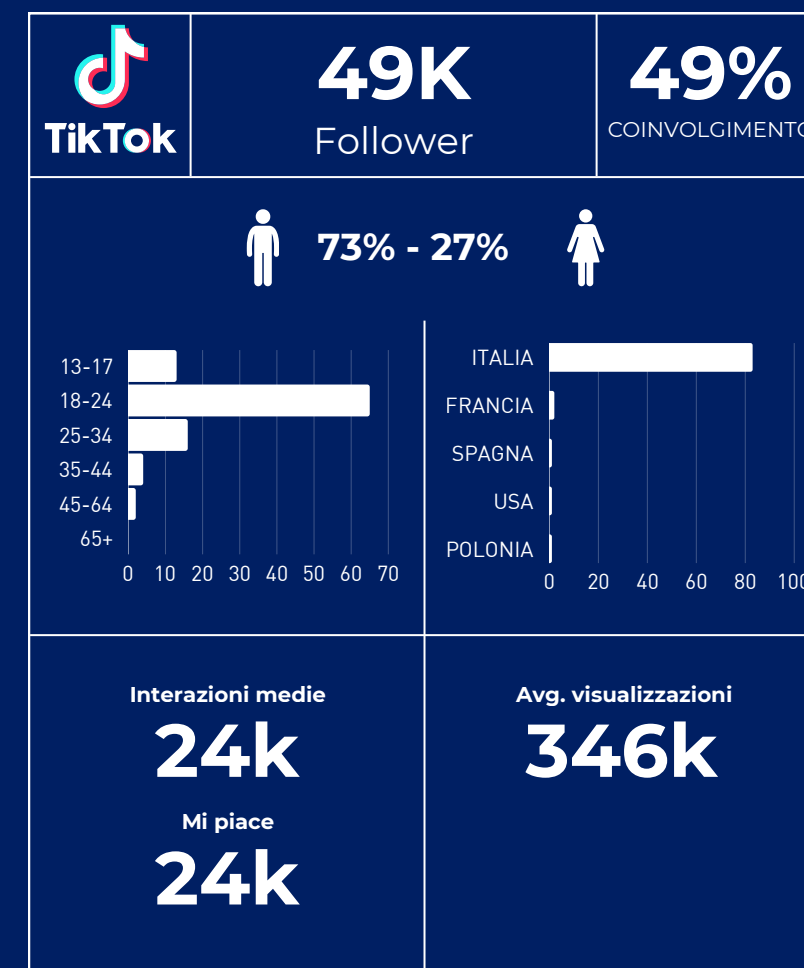 TikTok
49K
Follower
49%
COINVOLGIMENTO
73% - 27%
13-17
18-24
25-34
35-44
45-64
65+
0 10 20 30 40 50 60 70
ITALIA
FRANCIA
SPAGNA
USA
POLONIA
0 20 40 60 80 100
Interazioni medie
24k
Mi piace
24k
Avg. visualizzazioni
346k